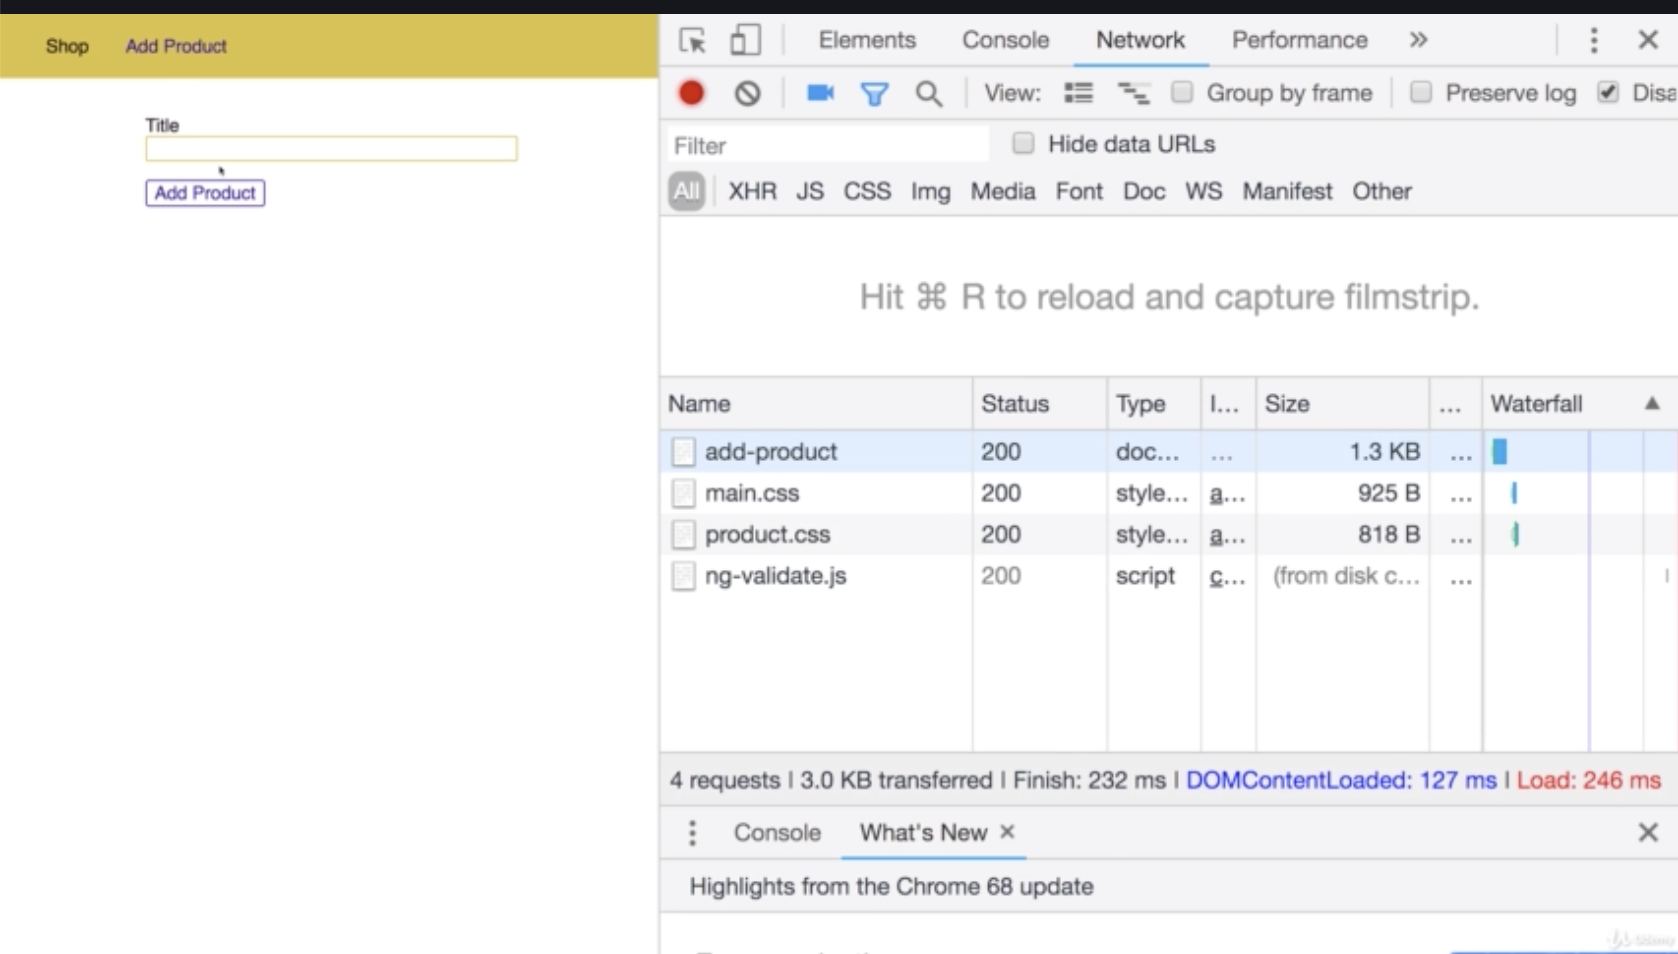 Shop Add Product
Title
Add Product
Elements Console Network Performance »
View: Group by frame Preserve log Disa
Filter Hide data URLs
All XHR JS CSS Img Media Font Doc WS Manifest Other
Hit ⌘ R to reload and capture filmstrip.
Name Status Type I... Size ... Waterfall ▲
add-product 200 doc... ... 1.3 KB ...
main.css 200 style... a... 925 B ...
product.css 200 style... a... 818 B ...
ng-validate.js 200 script c... (from disk c... ...
4 requests | 3.0 KB transferred | Finish: 232 ms | DOMContentLoaded: 127 ms | Load: 246 ms
Console What's New ×
Highlights from the Chrome 68 update
Udemy